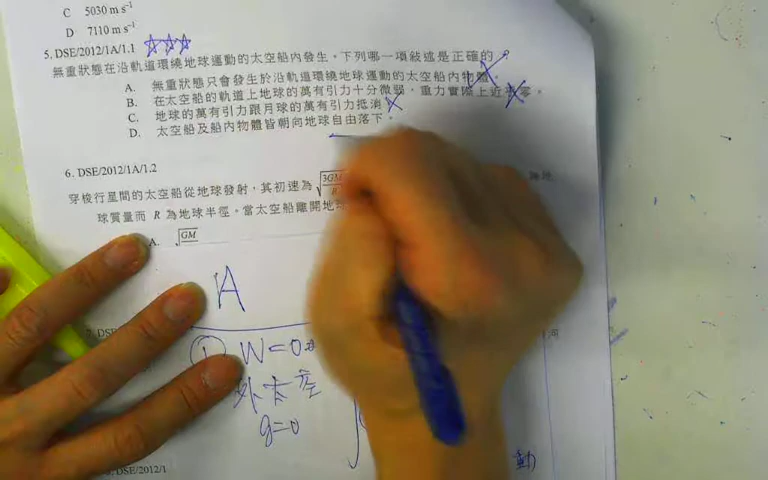 C 5030 m s⁻¹
D 7110 m s⁻¹
5. DSE/2012/1A/1.1 ☆☆☆
無重狀態在沿軌道環繞地球運動的太空船內發生。下列哪一項敍述是正確的?
A. 無重狀態只會發生於沿軌道環繞地球運動的太空船內物體。
B. 在太空船的軌道上地球的萬有引力十分微弱,重力實際上近乎零。
C. 地球的萬有引力跟月球的萬有引力抵消
D. 太空船及船內物體皆朝向地球自由落下。
6. DSE/2012/1A/1.2
穿梭行星間的太空船從地球發射,其初速為 √3GM/R
球質量而 R 為地球半徑。當太空船離開地球
A. √GM
A
① W=0
外太空
g=0
動
DSE/2012/1